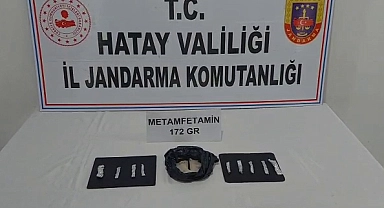 T.C.
HATAY VALİLİĞİ
İL JANDARMA KOMUTANLIĞI
METAMFETAMİN
172 GR